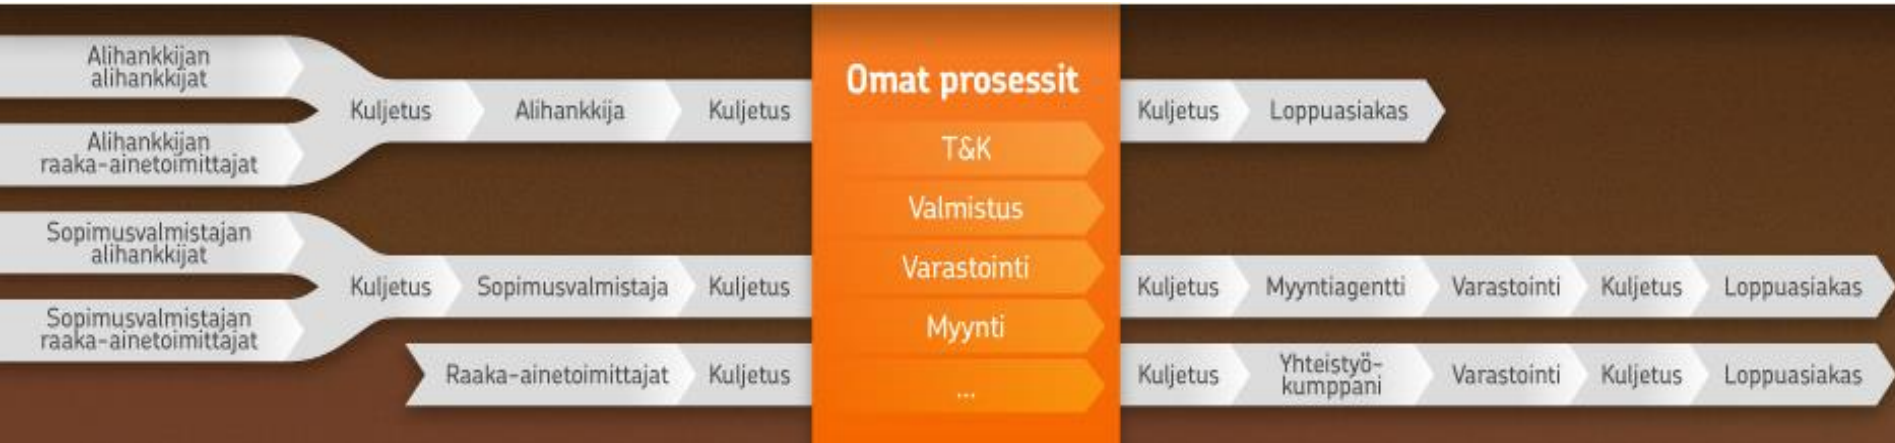 Alihankkijan
alihankkijat
Alihankkijan
raaka-ainetoimittajat
Kuljetus
Alihankkija
Kuljetus
Sopimusvalmistajan
alihankkijat
Sopimusvalmistajan
raaka-ainetoimittajat
Kuljetus
Sopimusvalmistaja
Kuljetus
Raaka-ainetoimittajat
Kuljetus
Omat prosessit
T&K
Valmistus
Varastointi
Myynti
...
Kuljetus
Loppuasiakas
Kuljetus
Myyntiagentti
Varastointi
Kuljetus
Loppuasiakas
Kuljetus
Yhteistyö-
kumppani
Varastointi
Kuljetus
Loppuasiakas